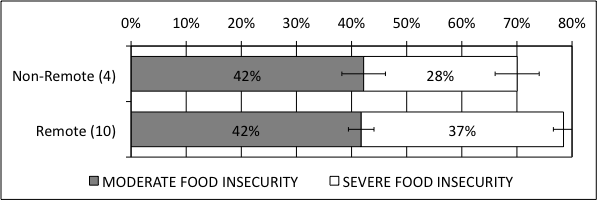 0% 10% 20% 30% 40% 50% 60% 70% 80%
Non-Remote (4) 42% 28%
Remote (10) 42% 37%
MODERATE FOOD INSECURITY SEVERE FOOD INSECURITY